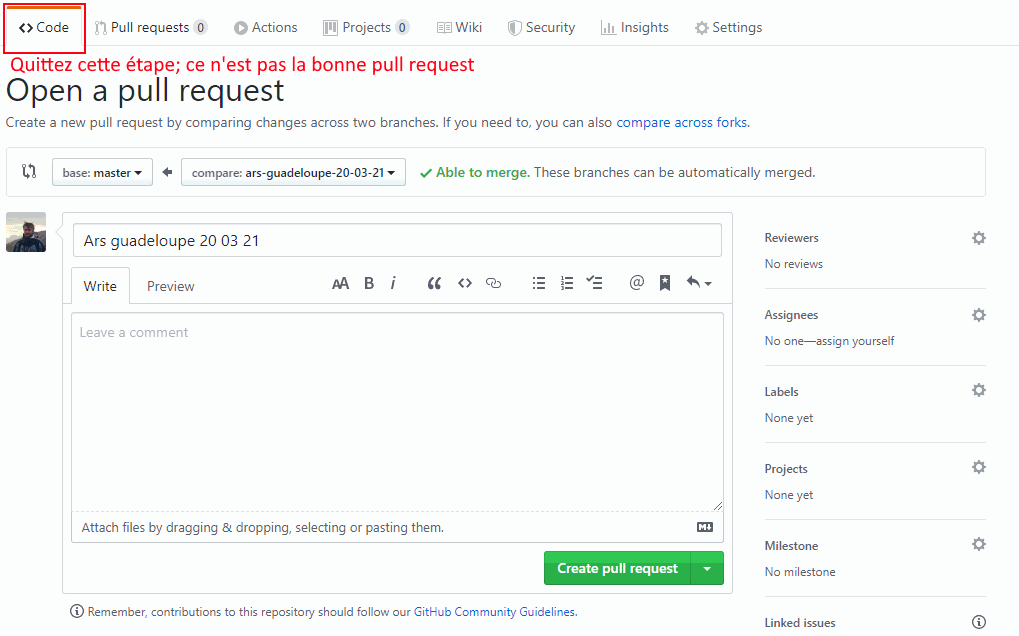 Code Pull requests 0 Actions Projects 0 Wiki Security Insights Settings
Quittez cette étape; ce n'est pas la bonne pull request
Open a pull request
Create a new pull request by comparing changes across two branches. If you need to, you can also compare across forks.
base: master compare: ars-guadeloupe-20-03-21 Able to merge. These branches can be automatically merged.
Ars guadeloupe 20 03 21
Write Preview AA B i
Leave a comment
Attach files by dragging & dropping, selecting or pasting them.
Create pull request
Remember, contributions to this repository should follow our GitHub Community Guidelines.
Reviewers
No reviews
Assignees
No one—assign yourself
Labels
None yet
Projects
None yet
Milestone
No milestone
Linked issues